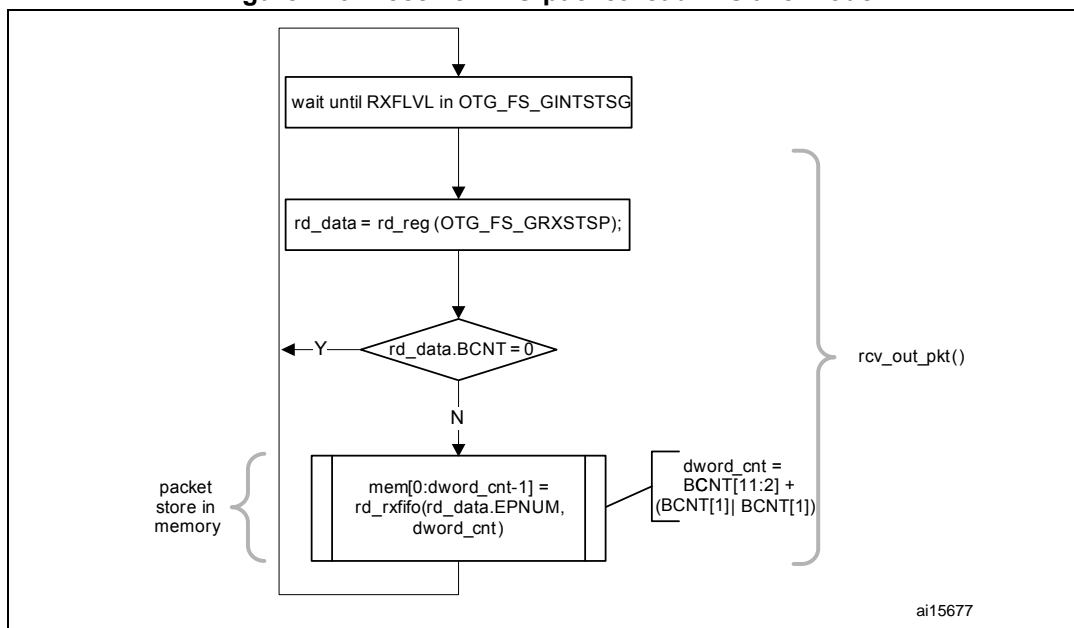 wait until RXFLVL in OTG_FS_GINTSTSG
rd_data = rd_reg (OTG_FS_GRXSTSP);
rd_data.BCNT = 0
Y
N
rcv_out_pkt()
packet
store in
memory
mem[0:dword_cnt-1] =
rd_rxfifo(rd_data.EPNUM,
dword_cnt)
dword_cnt =
BCNT[11:2] +
(BCNT[1]| BCNT[1])
ai15677